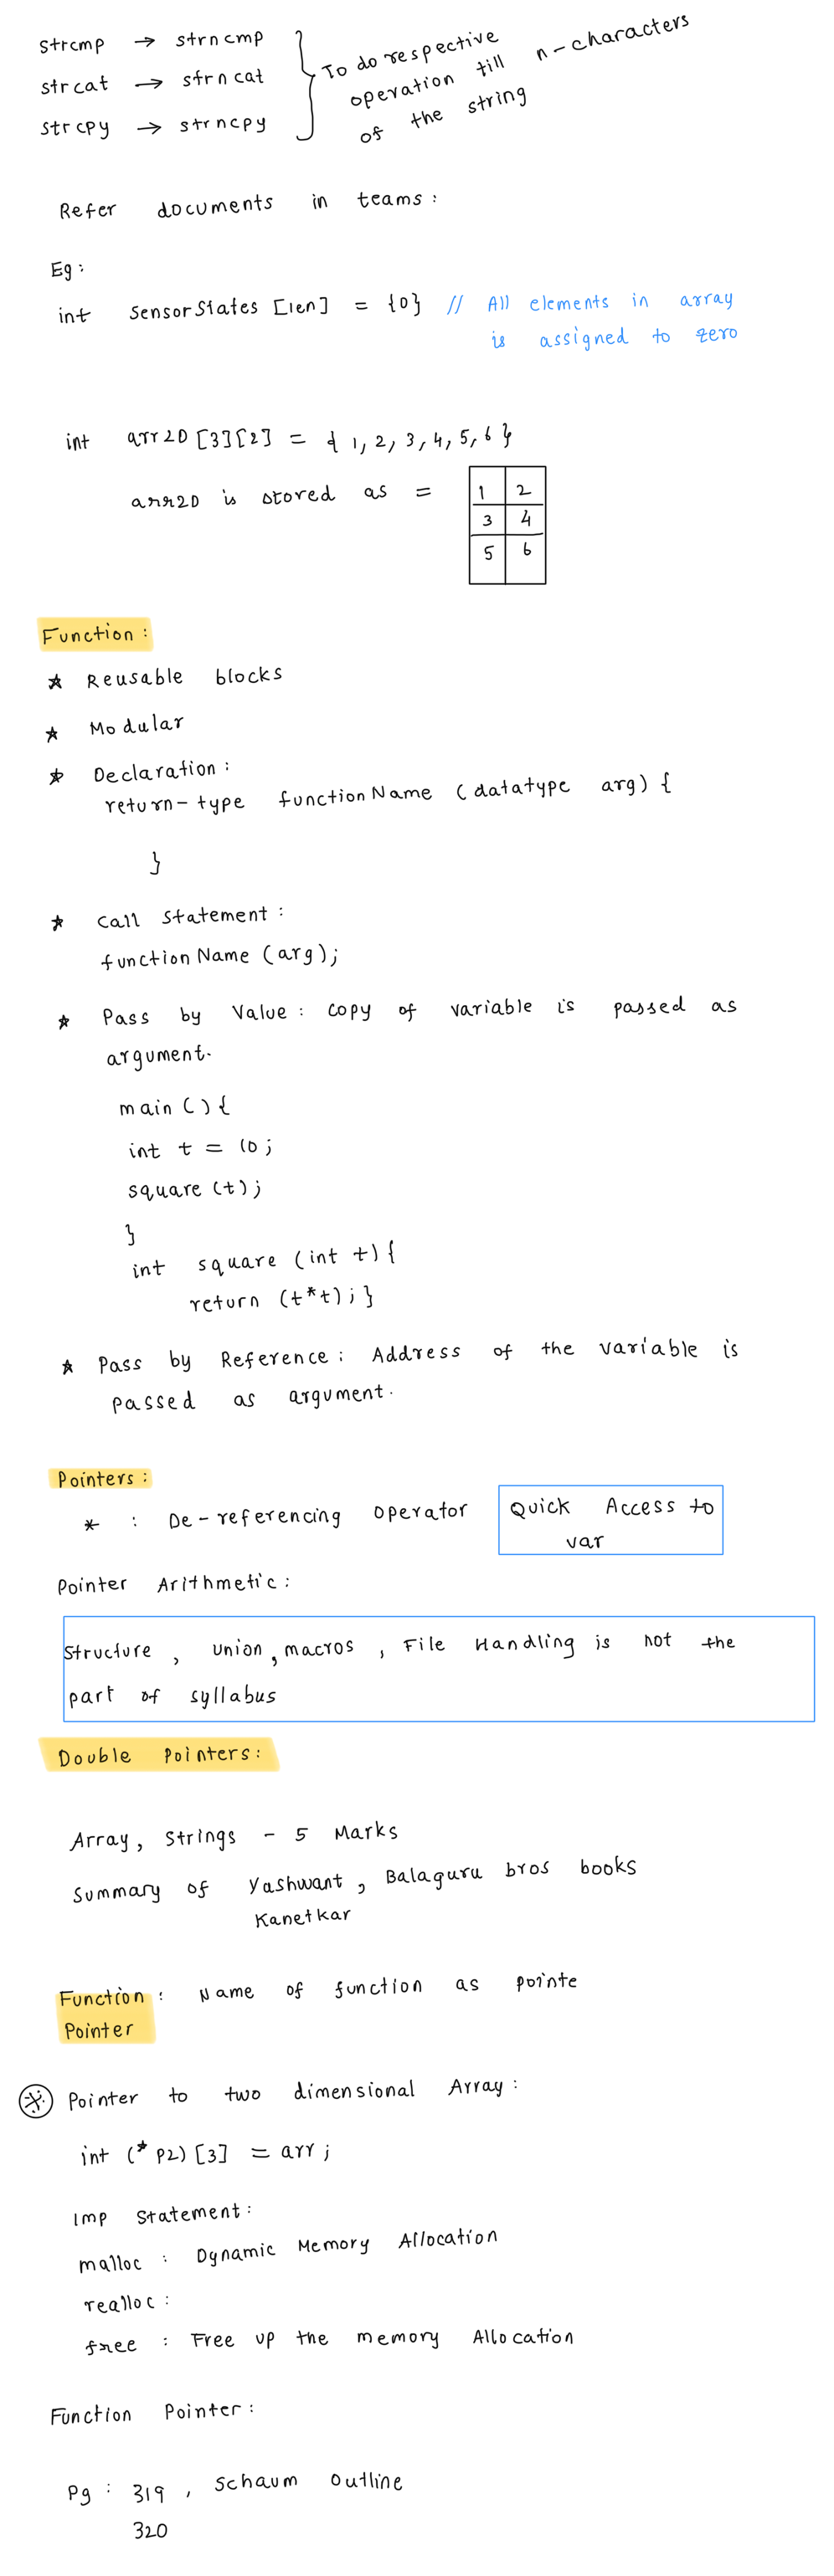 strcmp → strncmp
strcat → strncat
strcpy → strncpy
To do respective
operation till n-characters
of the string
Refer documents in teams :
Eg :
int sensorStates [len] = {0} // All elements in array
is assigned to zero
int arr2D [3][2] = { 1, 2, 3, 4, 5, 6 }
arr2D is stored as =
1 2
3 4
5 6
Function :
★ Reusable blocks
★ Modular
★ Declaration :
return-type functionName (datatype arg) {
}
★ Call Statement :
functionName (arg);
★ Pass by Value : copy of variable is passed as
argument.
main () {
int t = 10;
square (t);
}
int square (int t) {
return (t*t); }
★ Pass by Reference : Address of the variable is
passed as argument.
Pointers :
* : De-referencing operator
Quick Access to
var
Pointer Arithmetic :
Structure , Union, macros , File Handling is not the
part of syllabus
Double Pointers :
Array, Strings - 5 Marks
Summary of Yashwant , Balaguru bros books
Kanetkar
Function : Name of function as pointe
Pointer
※ Pointer to two dimensional Array :
int (* P2) [3] = arr ;
Imp Statement :
malloc : Dynamic Memory Allocation
realloc :
free : Free up the memory Allocation
Function Pointer :
Pg : 319 , Schaum Outline
320